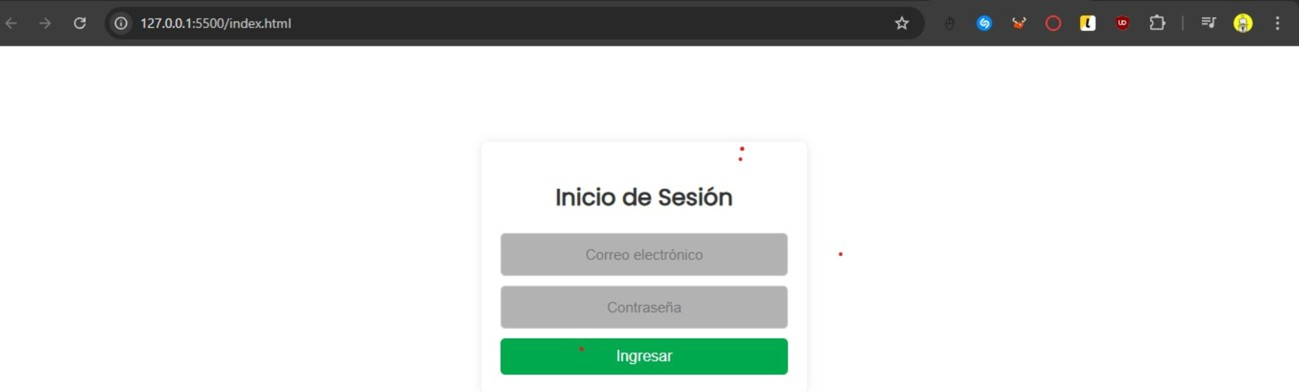 127.0.0.1:5500/index.html
Inicio de Sesión
Correo electrónico
Contraseña
Ingresar